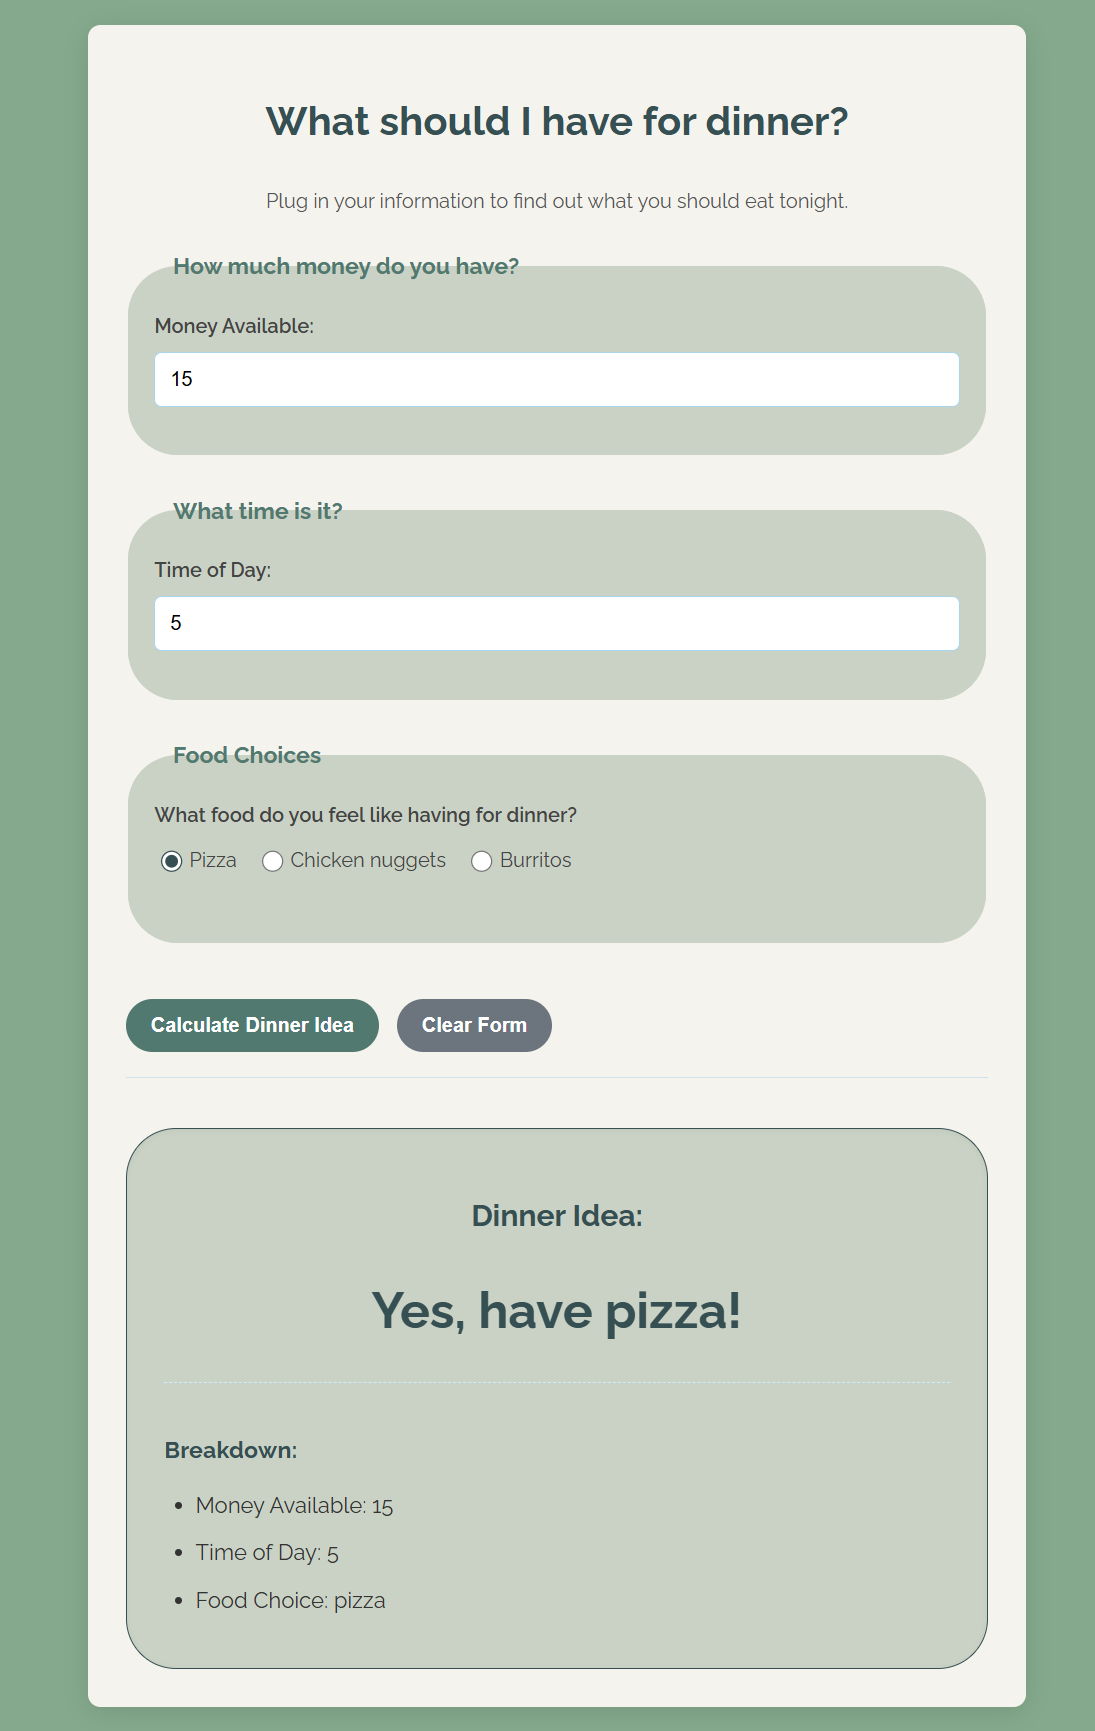 What should I have for dinner?
Plug in your information to find out what you should eat tonight.
How much money do you have?
Money Available:
15
What time is it?
Time of Day:
5
Food Choices
What food do you feel like having for dinner?
Pizza Chicken nuggets Burritos
Calculate Dinner Idea Clear Form
Dinner Idea:
Yes, have pizza!
Breakdown:
• Money Available: 15
• Time of Day: 5
• Food Choice: pizza